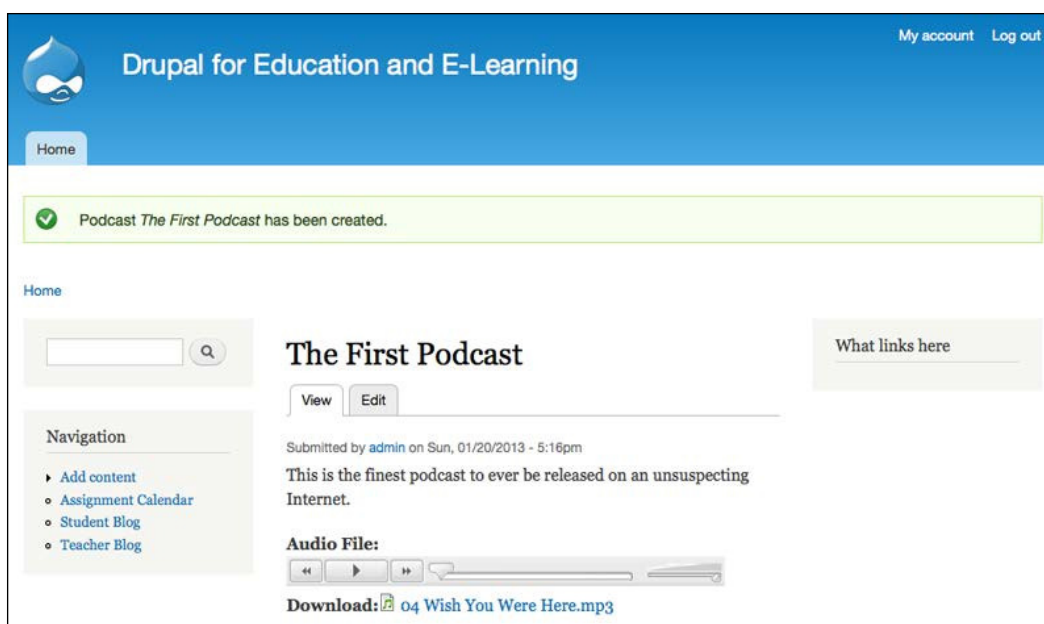 My account Log out
Drupal for Education and E-Learning
Home
Podcast The First Podcast has been created.
Home
Navigation
Add content
Assignment Calendar
Student Blog
Teacher Blog
The First Podcast
View Edit
Submitted by admin on Sun, 01/20/2013 - 5:16pm
This is the finest podcast to ever be released on an unsuspecting
Internet.
Audio File:
Download: 04 Wish You Were Here.mp3
What links here